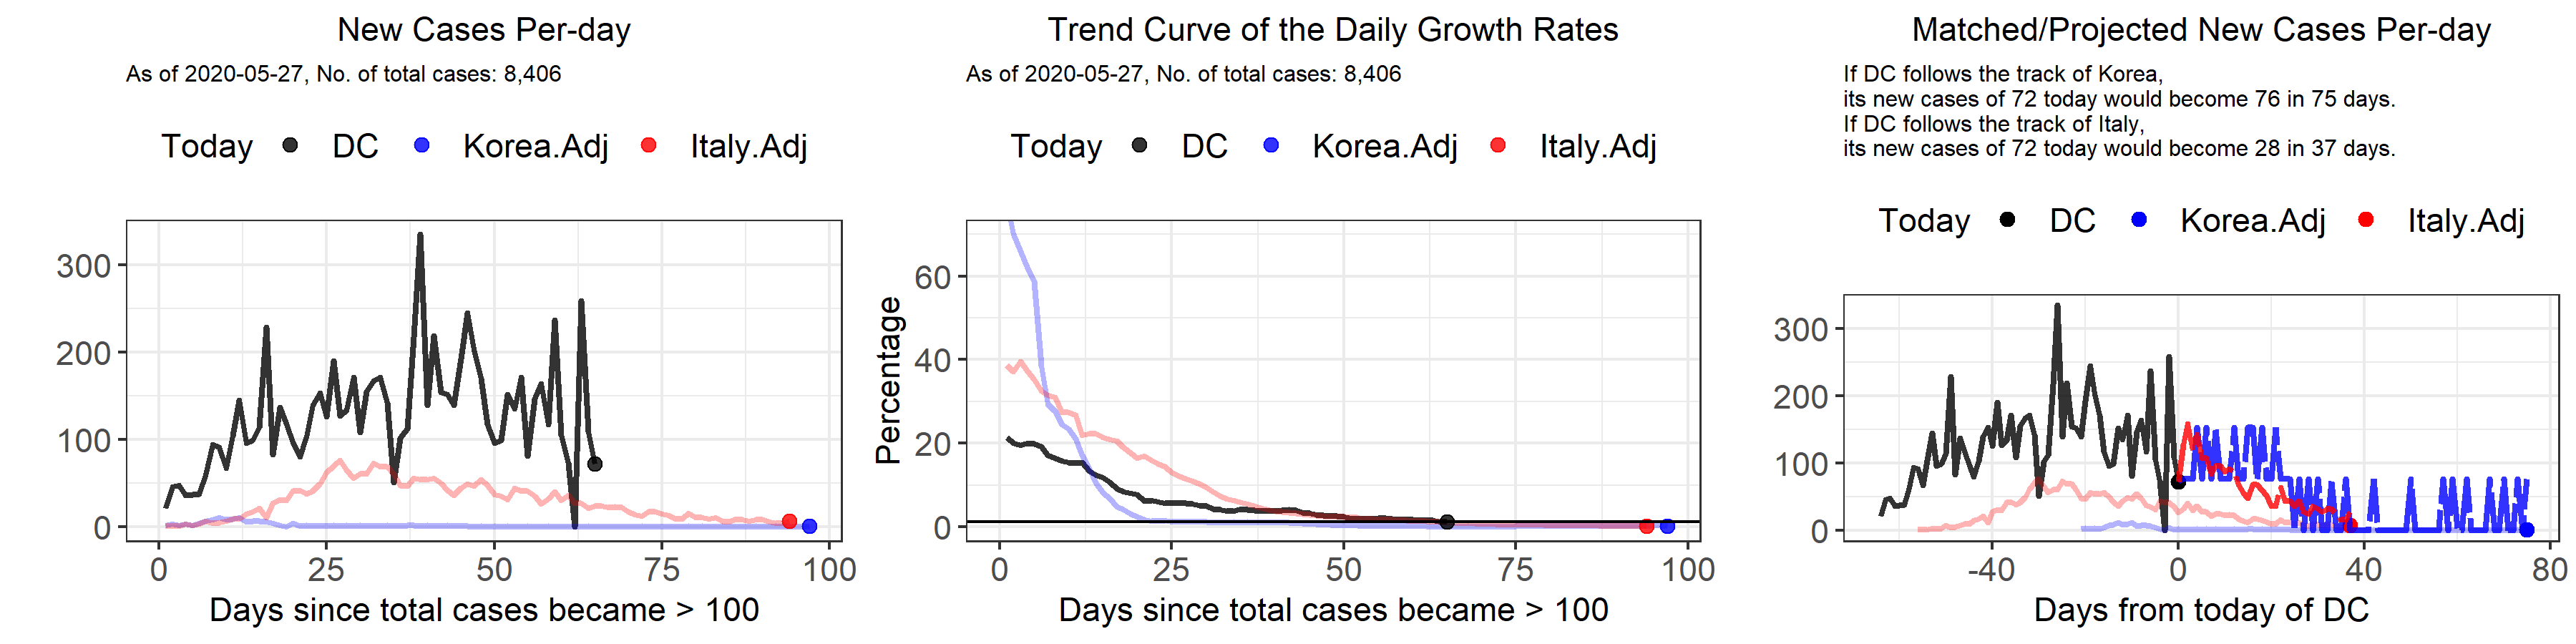 New Cases Per-day
As of 2020-05-27, No. of total cases: 8,406
Today DC Korea.Adj Italy.Adj
300
200
100
0
0 25 50 75 100
Days since total cases became > 100
Trend Curve of the Daily Growth Rates
As of 2020-05-27, No. of total cases: 8,406
Today DC Korea.Adj Italy.Adj
Percentage
60
40
20
0
0 25 50 75 100
Days since total cases became > 100
Matched/Projected New Cases Per-day
If DC follows the track of Korea,
its new cases of 72 today would become 76 in 75 days.
If DC follows the track of Italy,
its new cases of 72 today would become 28 in 37 days.
Today DC Korea.Adj Italy.Adj
300
200
100
0
-40 0 40 80
Days from today of DC